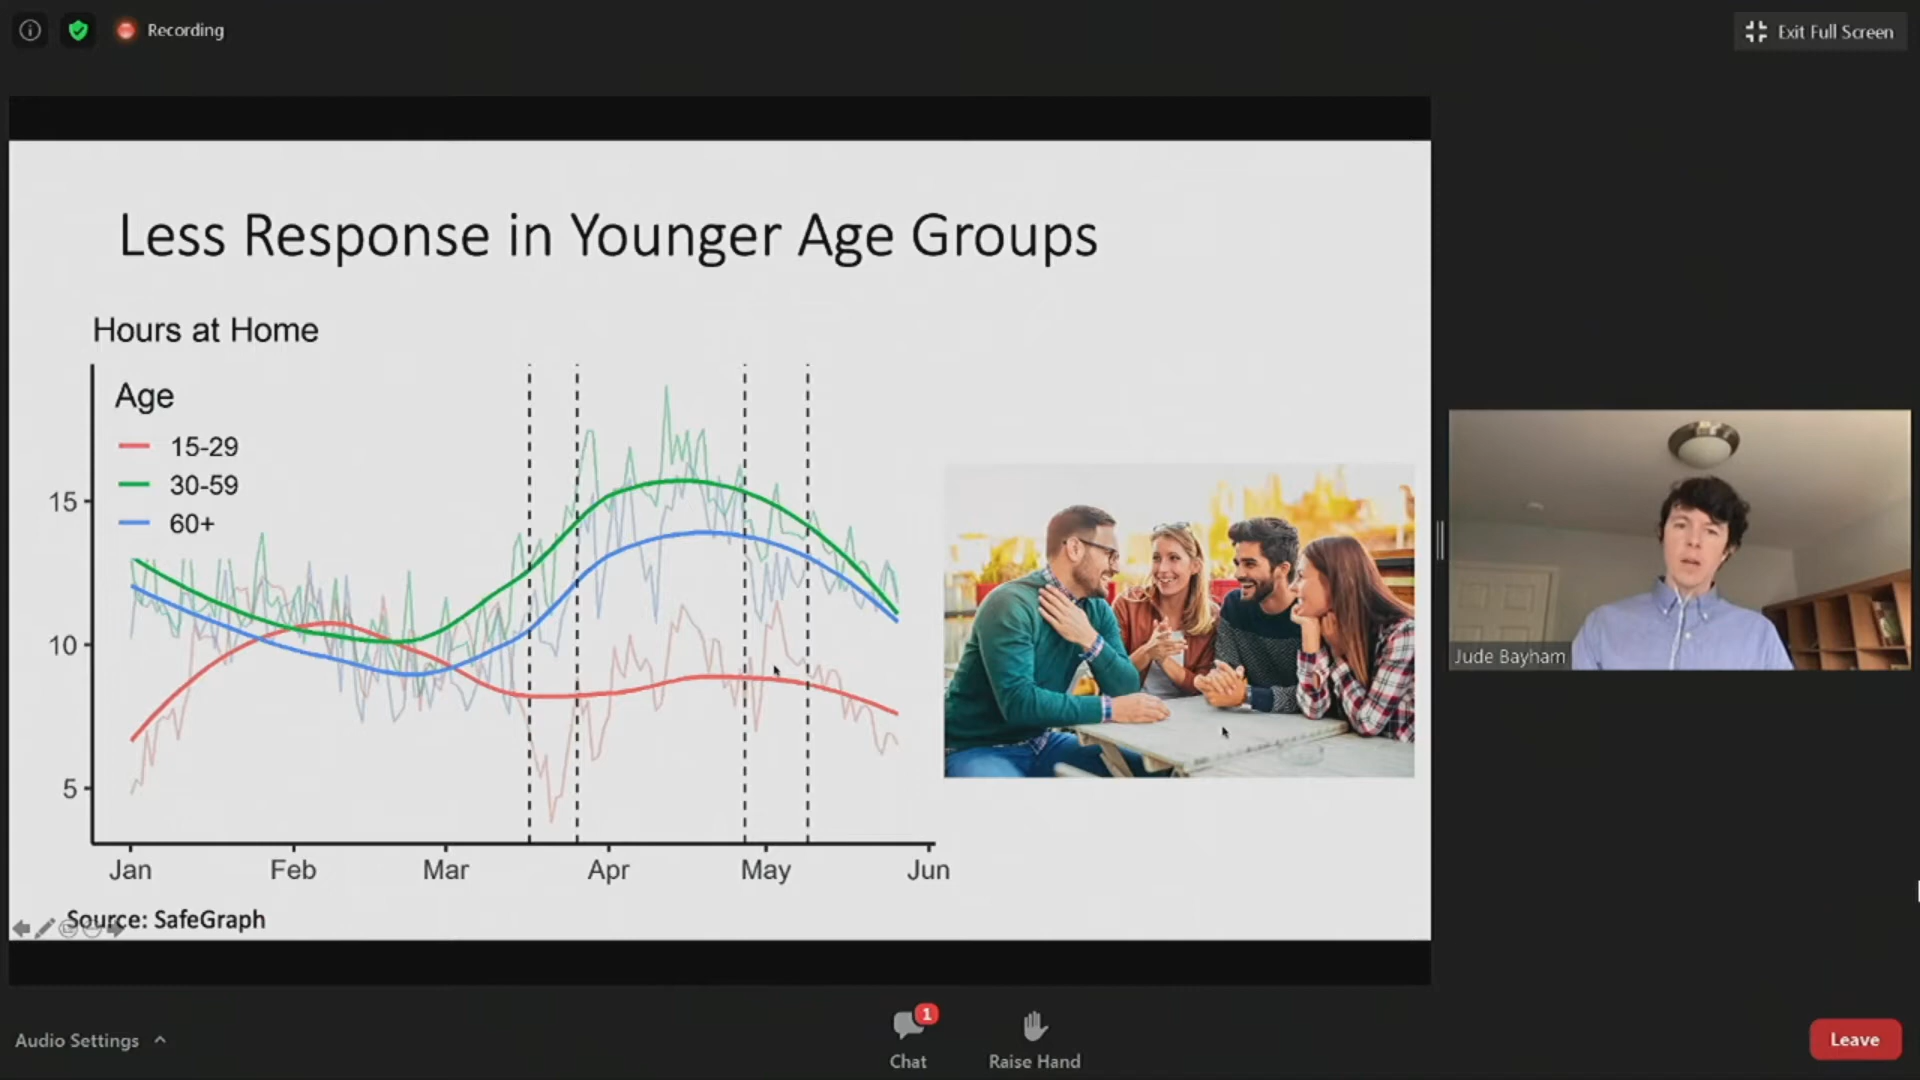 Recording
Exit Full Screen
Less Response in Younger Age Groups
Hours at Home
Age
15-29
30-59
60+
15
10
5
Jan Feb Mar Apr May Jun
Source: SafeGraph
Jude Bayham
Audio Settings
1
Chat
Raise Hand
Leave